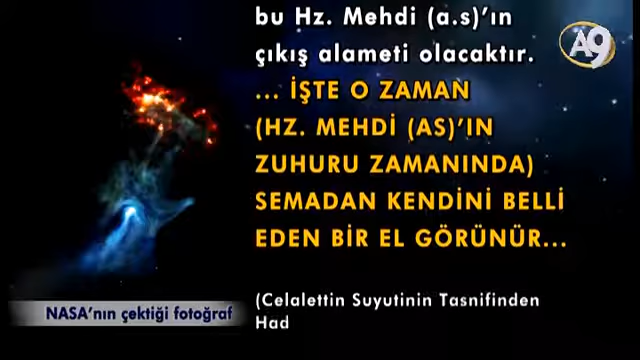 bu Hz. Mehdi (a.s)'ın
çıkış alameti olacaktır.
... İŞTE O ZAMAN
(HZ. MEHDİ (AS)'IN
ZUHURU ZAMANINDA)
SEMADAN KENDİNİ BELLİ
EDEN BİR EL GÖRÜNÜR...
(Celalettin Suyutinin Tasnifinden
Had
NASA'nın çektiği fotoğraf
A9